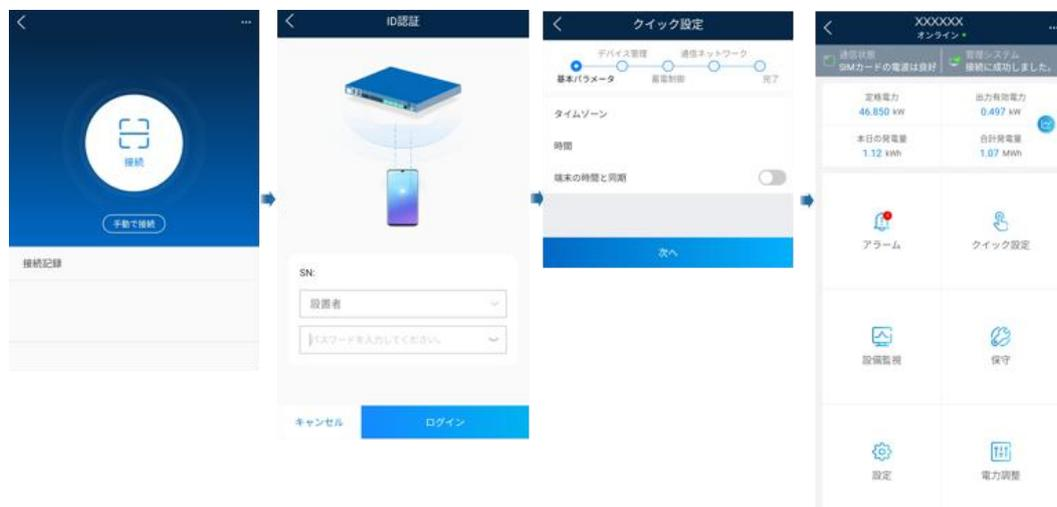 接続
手動で接続
接続記録
ID認証
SN:
設置者
パスワードを入力してください。
キャンセル
ログイン
クイック設定
デバイス管理
通信ネットワーク
基本パラメータ
蓄電制御
完了
タイムゾーン
時間
端末の時間と同期
次へ
XXXXXX
オンライン
通信状態
SIMカードの電波は良好
管理システム
接続に成功しました。
定格電力
46.850 kW
出力有効電力
0.497 kW
本日の発電量
1.12 kWh
合計発電量
1.07 MWh
アラーム
クイック設定
設備監視
保守
設定
電力調整